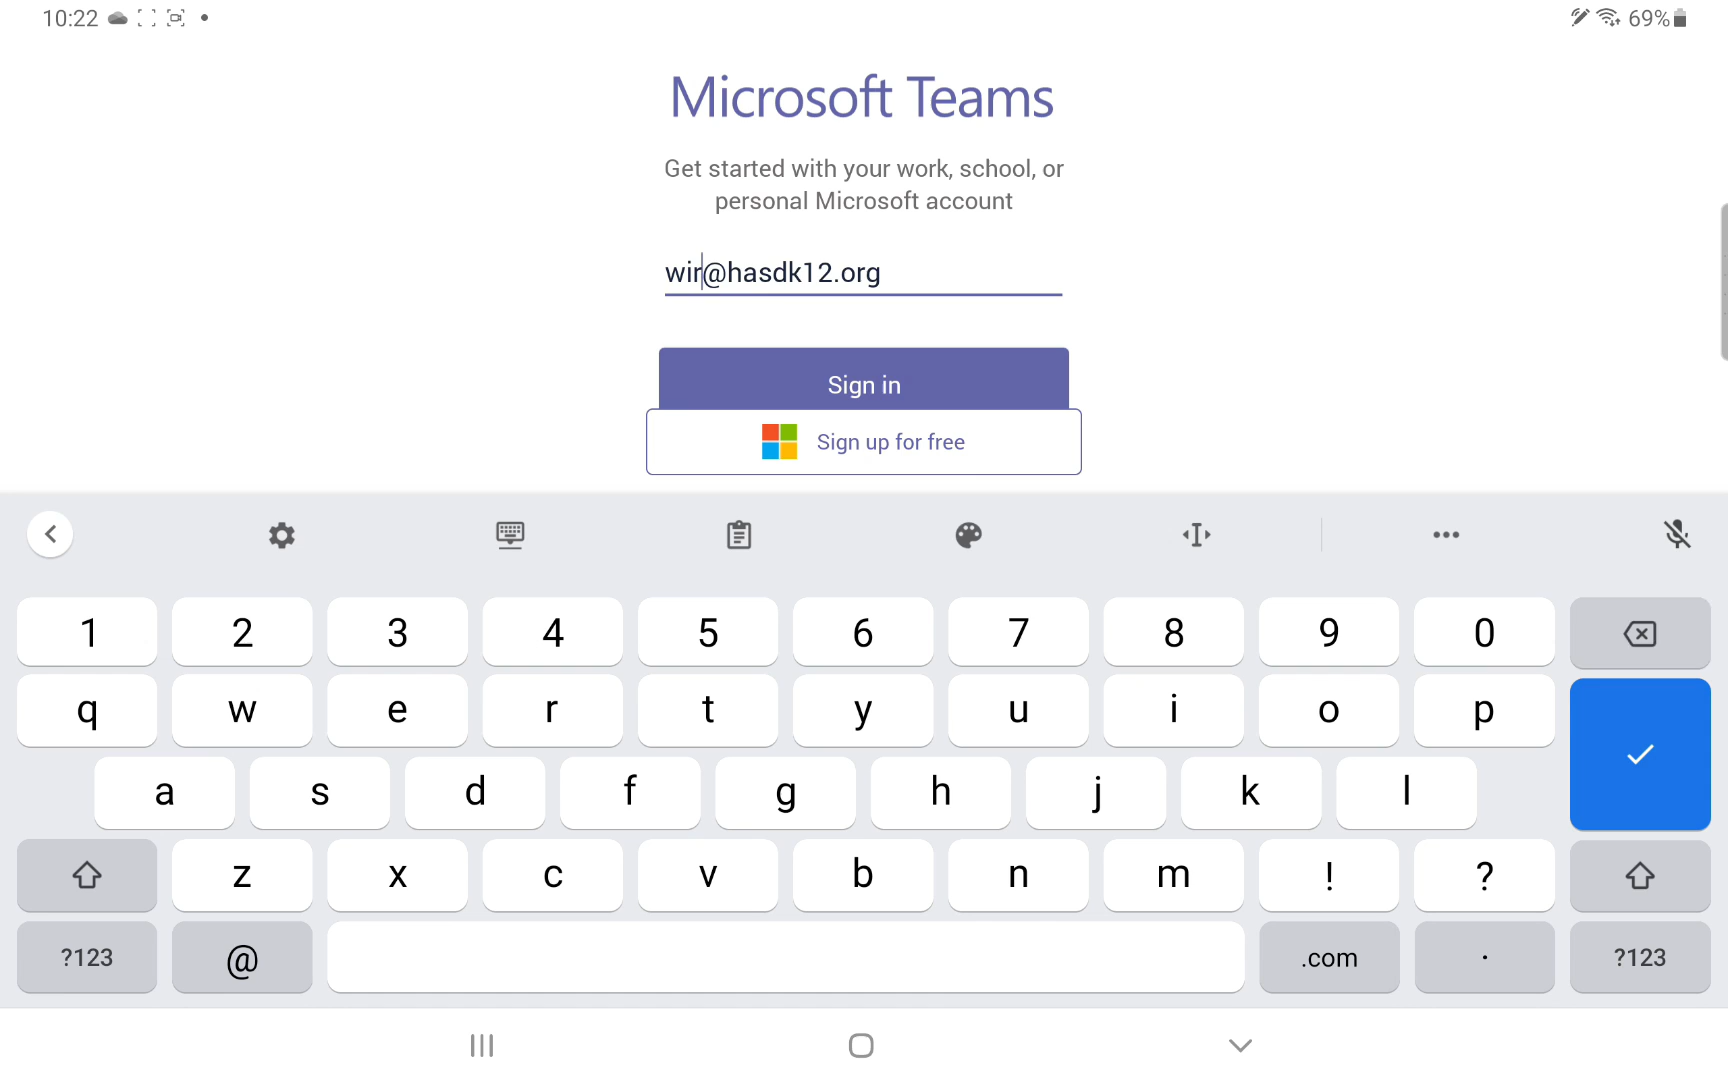 10:22
69%
Microsoft Teams
Get started with your work, school, or
personal Microsoft account
wir@hasdk12.org
Sign in
Sign up for free
1 2 3 4 5 6 7 8 9 0
q w e r t y u i o p
a s d f g h j k l
z x c v b n m ! ?
?123 @ .com . ?123